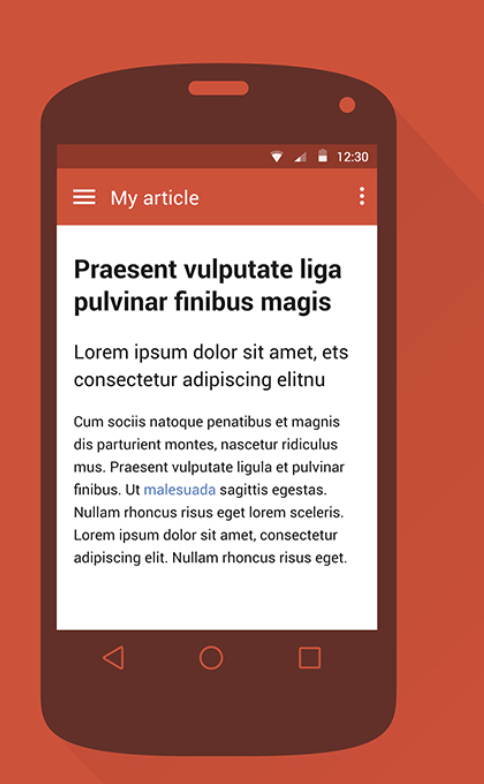 12:30
My article
Praesent vulputate liga
pulvinar finibus magis
Lorem ipsum dolor sit amet, ets
consectetur adipiscing elitnu
Cum sociis natoque penatibus et magnis
dis parturient montes, nascetur ridiculus
mus. Praesent vulputate ligula et pulvinar
finibus. Ut malesuada sagittis egestas.
Nullam rhoncus risus eget lorem sceleris.
Lorem ipsum dolor sit amet, consectetur
adipiscing elit. Nullam rhoncus risus eget.